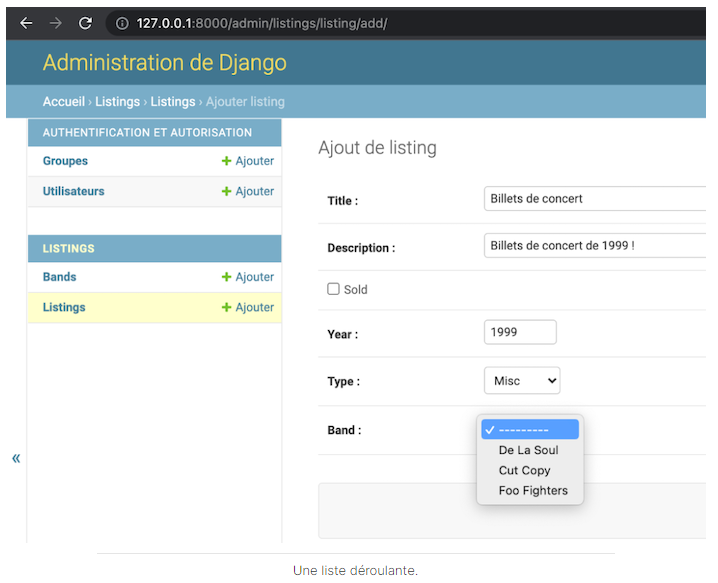 127.0.0.1:8000/admin/listings/listing/add/
Administration de Django
Accueil › Listings › Listings › Ajouter listing
AUTHENTIFICATION ET AUTORISATION
Groupes + Ajouter
Utilisateurs + Ajouter
LISTINGS
Bands + Ajouter
Listings + Ajouter
«
Ajout de listing
Title : Billets de concert
Description : Billets de concert de 1999 !
Sold
Year : 1999
Type : Misc
Band : ---------
De La Soul
Cut Copy
Foo Fighters
Une liste déroulante.